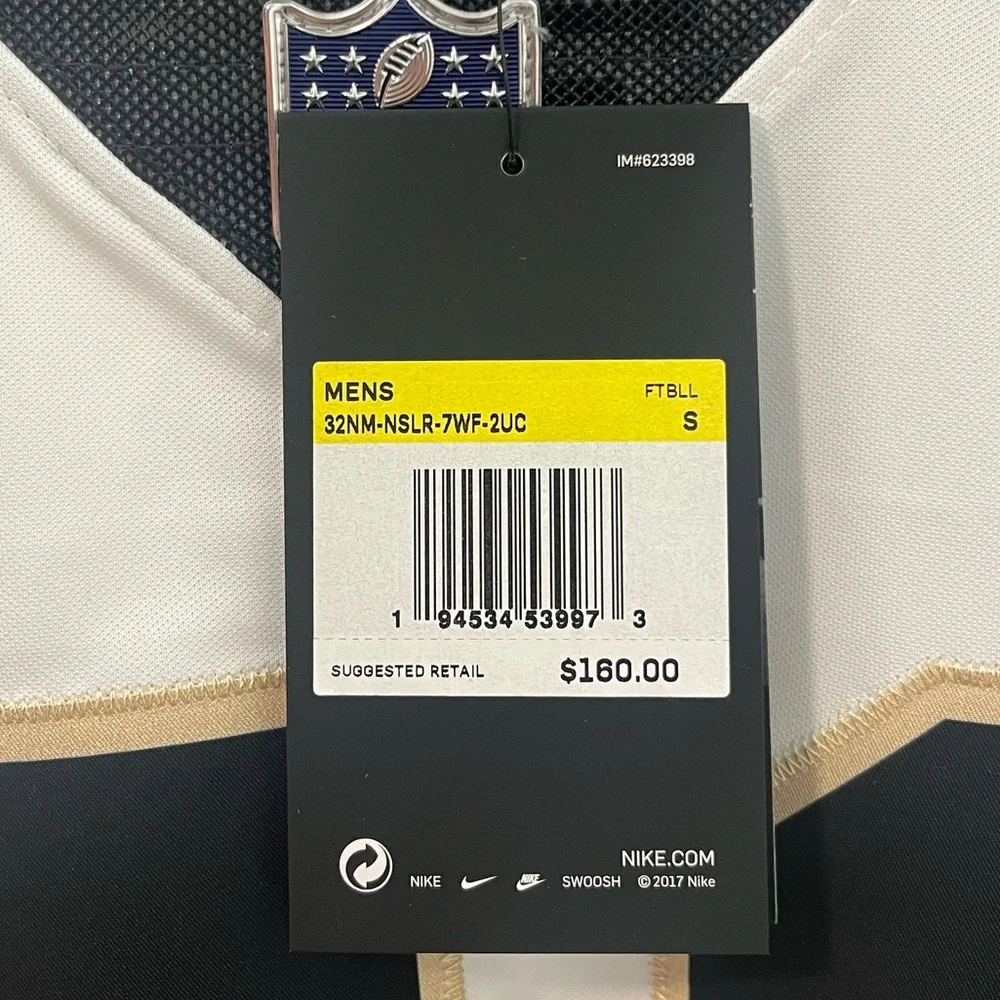 IM#623398
MENS FTBLL
32NM-NSLR-7WF-2UC S
1 94534 53997 3
SUGGESTED RETAIL $160.00
NIKE.COM
NIKE NIKE SWOOSH © 2017 Nike